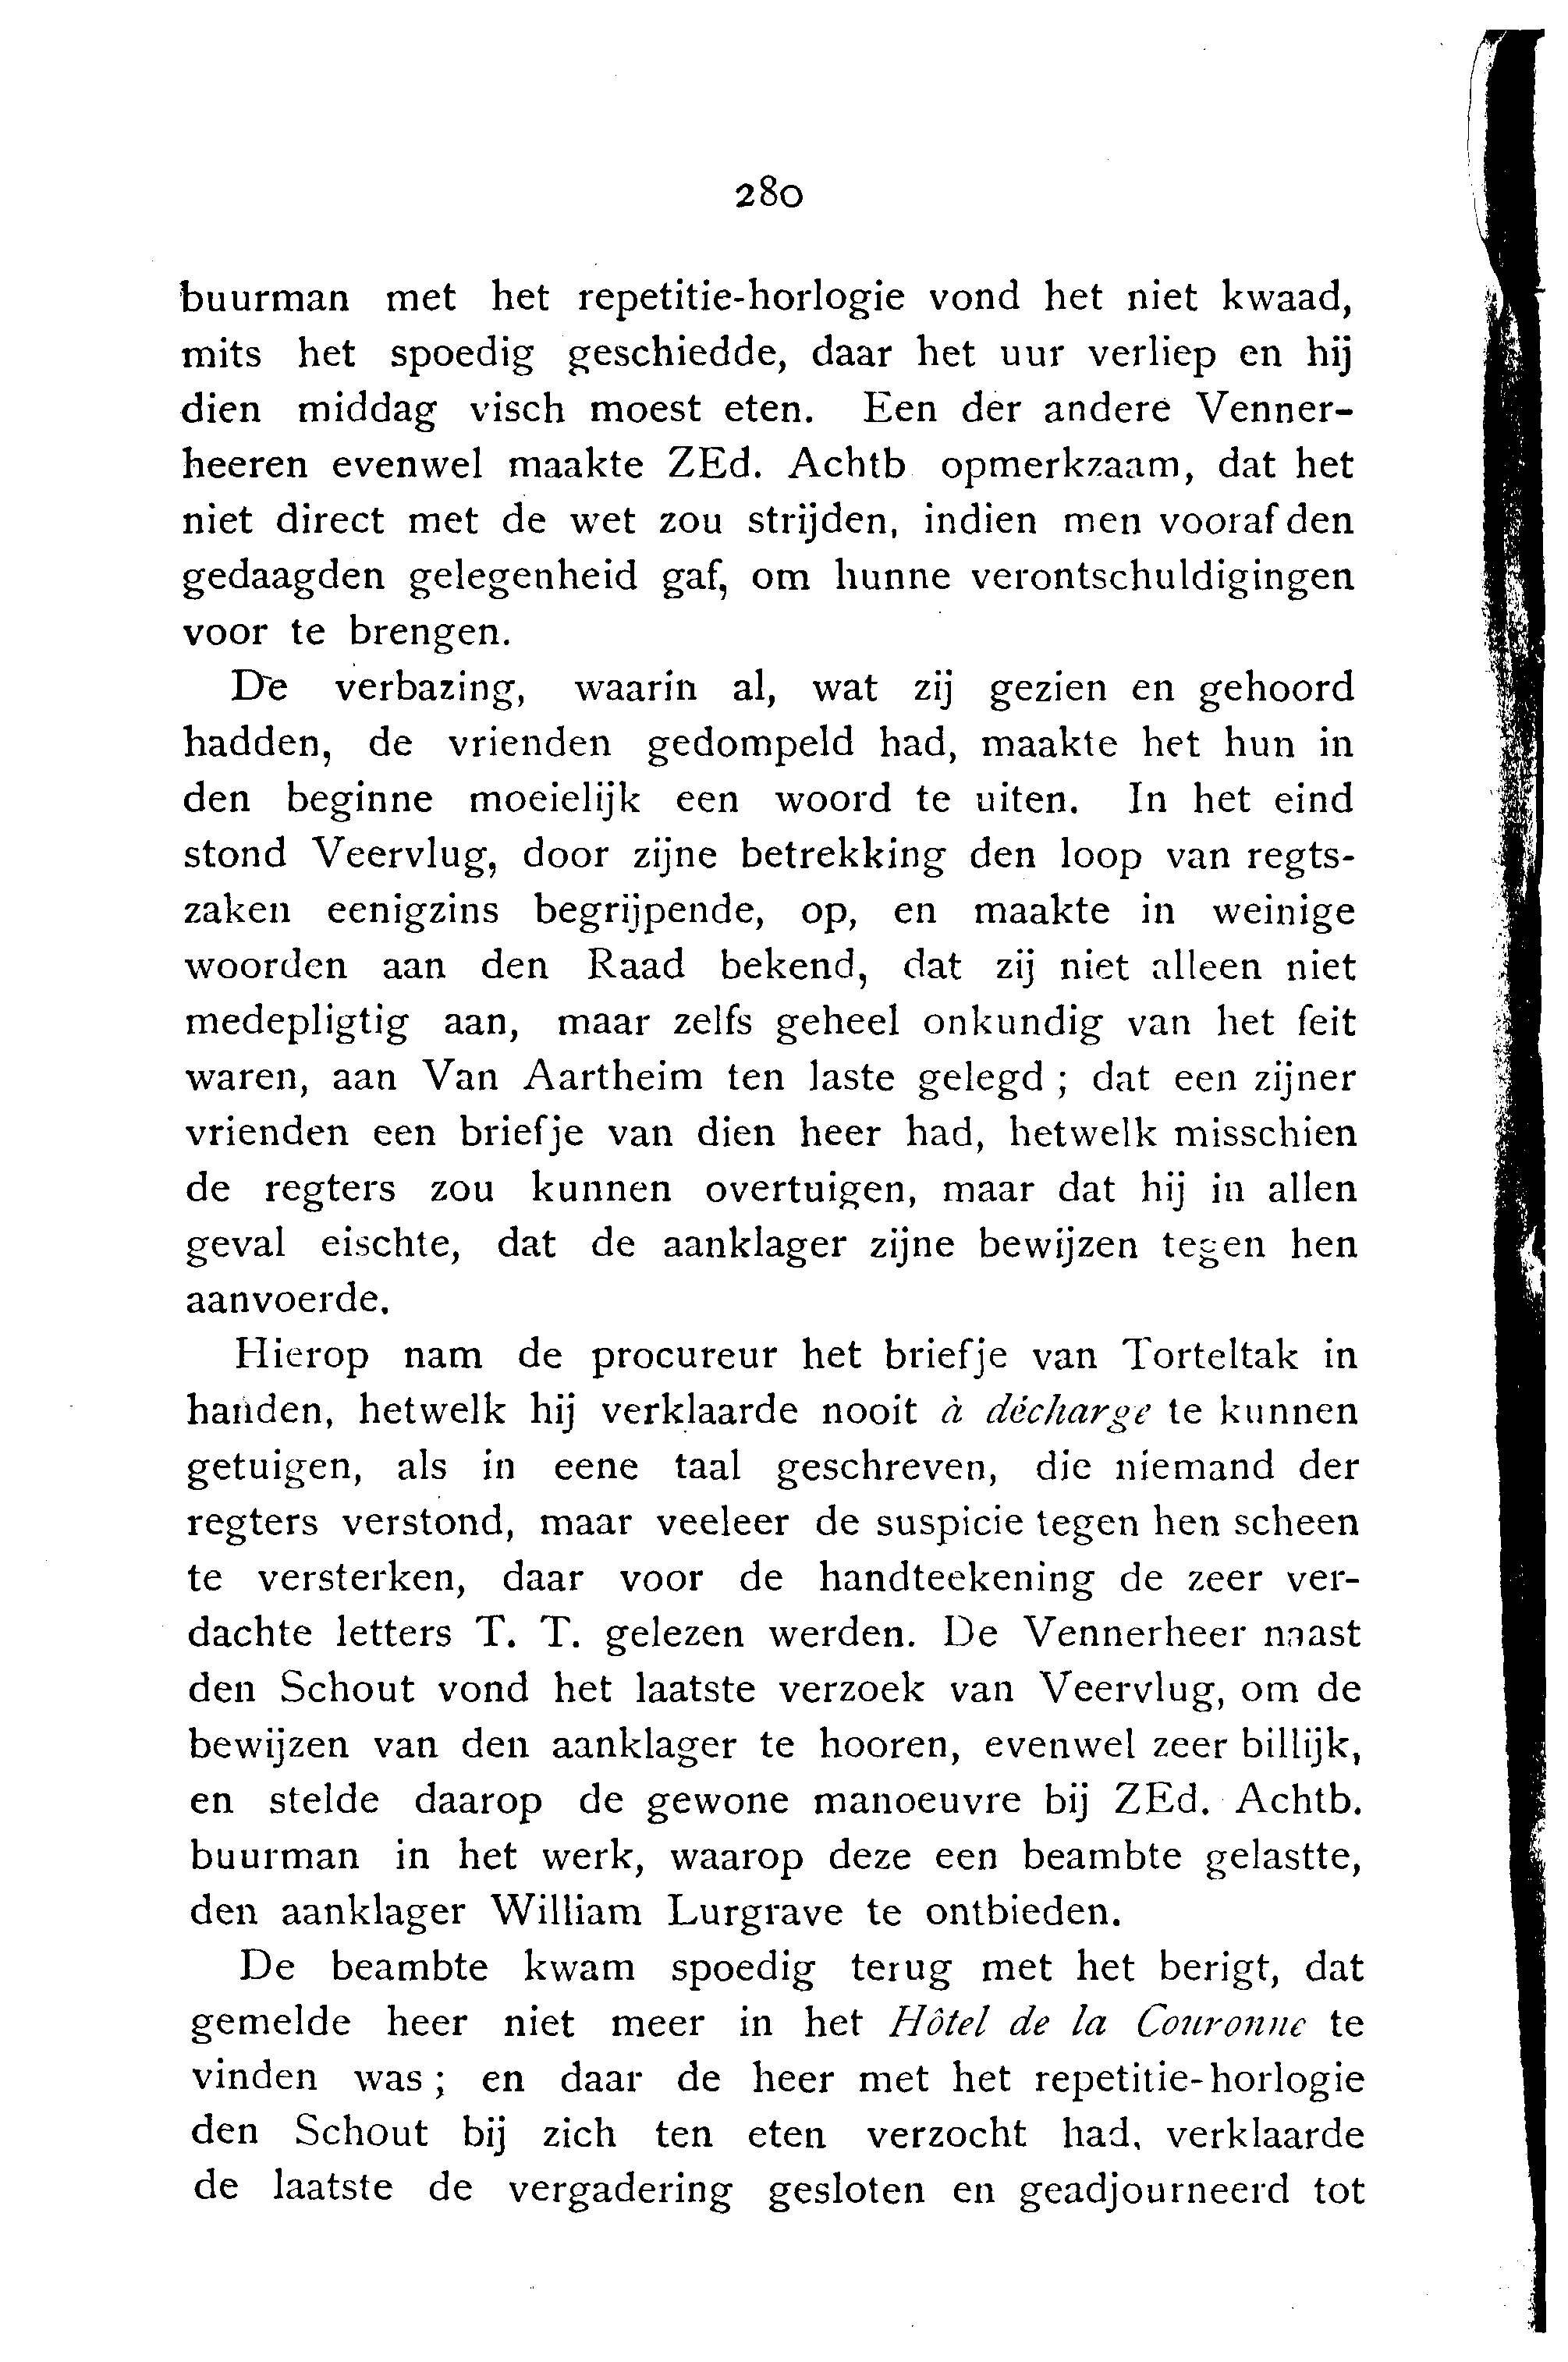 280
buurman met het repetitie-horlogie vond het niet kwaad,
mits het spoedig geschiedde, daar het uur verliep en hij
dien middag visch moest eten. Een der andere Venner-
heeren evenwel maakte ZEd. Achtb opmerkzaam, dat het
niet direct met de wet zou strijden, indien men vooraf den
gedaagden gelegenheid gaf, om hunne verontschuldigingen
voor te brengen.
De verbazing, waarin al, wat zij gezien en gehoord
hadden, de vrienden gedompeld had, maakte het hun in
den beginne moeielijk een woord te uiten. In het eind
stond Veervlug, door zijne betrekking den loop van regts-
zaken eenigzins begrijpende, op, en maakte in weinige
woorden aan den Raad bekend, dat zij niet alleen niet
medepligtig aan, maar zelfs geheel onkundig van het feit
waren, aan Van Aartheim ten laste gelegd ; dat een zijner
vrienden een briefje van dien heer had, hetwelk misschien
de regters zou kunnen overtuigen, maar dat hij in allen
geval eischte, dat de aanklager zijne bewijzen tegen hen
aanvoerde.
Hierop nam de procureur het briefje van Torteltak in
handen, hetwelk hij verklaarde nooit à décharge te kunnen
getuigen, als in eene taal geschreven, die niemand der
regters verstond, maar veeleer de suspicie tegen hen scheen
te versterken, daar voor de handteekening de zeer ver-
dachte letters T. T. gelezen werden. De Vennerheer naast
den Schout vond het laatste verzoek van Veervlug, om de
bewijzen van den aanklager te hooren, evenwel zeer billijk,
en stelde daarop de gewone manoeuvre bij ZEd. Achtb.
buurman in het werk, waarop deze een beambte gelastte,
den aanklager William Lurgrave te ontbieden.
De beambte kwam spoedig terug met het berigt, dat
gemelde heer niet meer in het Hôtel de la Couronne te
vinden was ; en daar de heer met het repetitie-horlogie
den Schout bij zich ten eten verzocht had, verklaarde
de laatste de vergadering gesloten en geadjourneerd tot